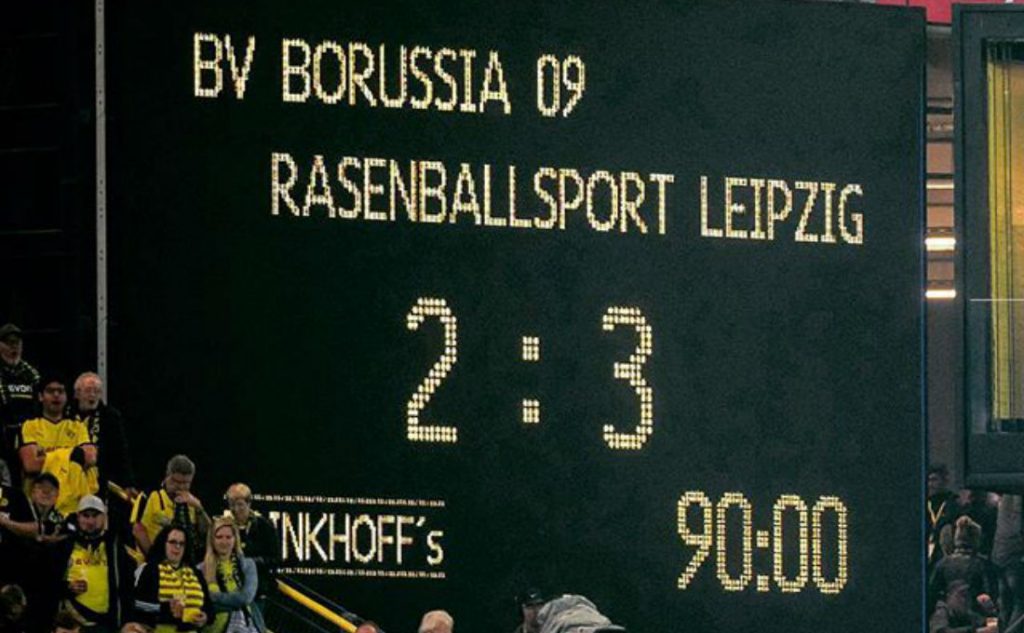 BV BORUSSIA 09
RASENBALLSPORT LEIPZIG
2 : 3
INKHOFF´s
90:00